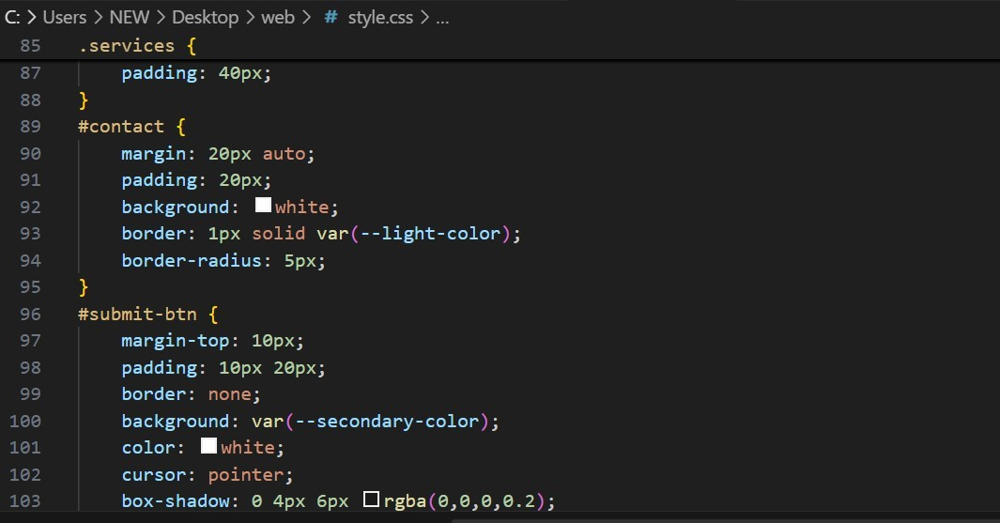 C: > Users > NEW > Desktop > web > # style.css > ...
85 .services {
87 padding: 40px;
88 }
89 #contact {
90 margin: 20px auto;
91 padding: 20px;
92 background: white;
93 border: 1px solid var(--light-color);
94 border-radius: 5px;
95 }
96 #submit-btn {
97 margin-top: 10px;
98 padding: 10px 20px;
99 border: none;
100 background: var(--secondary-color);
101 color: white;
102 cursor: pointer;
103 box-shadow: 0 4px 6px rgba(0,0,0,0.2);